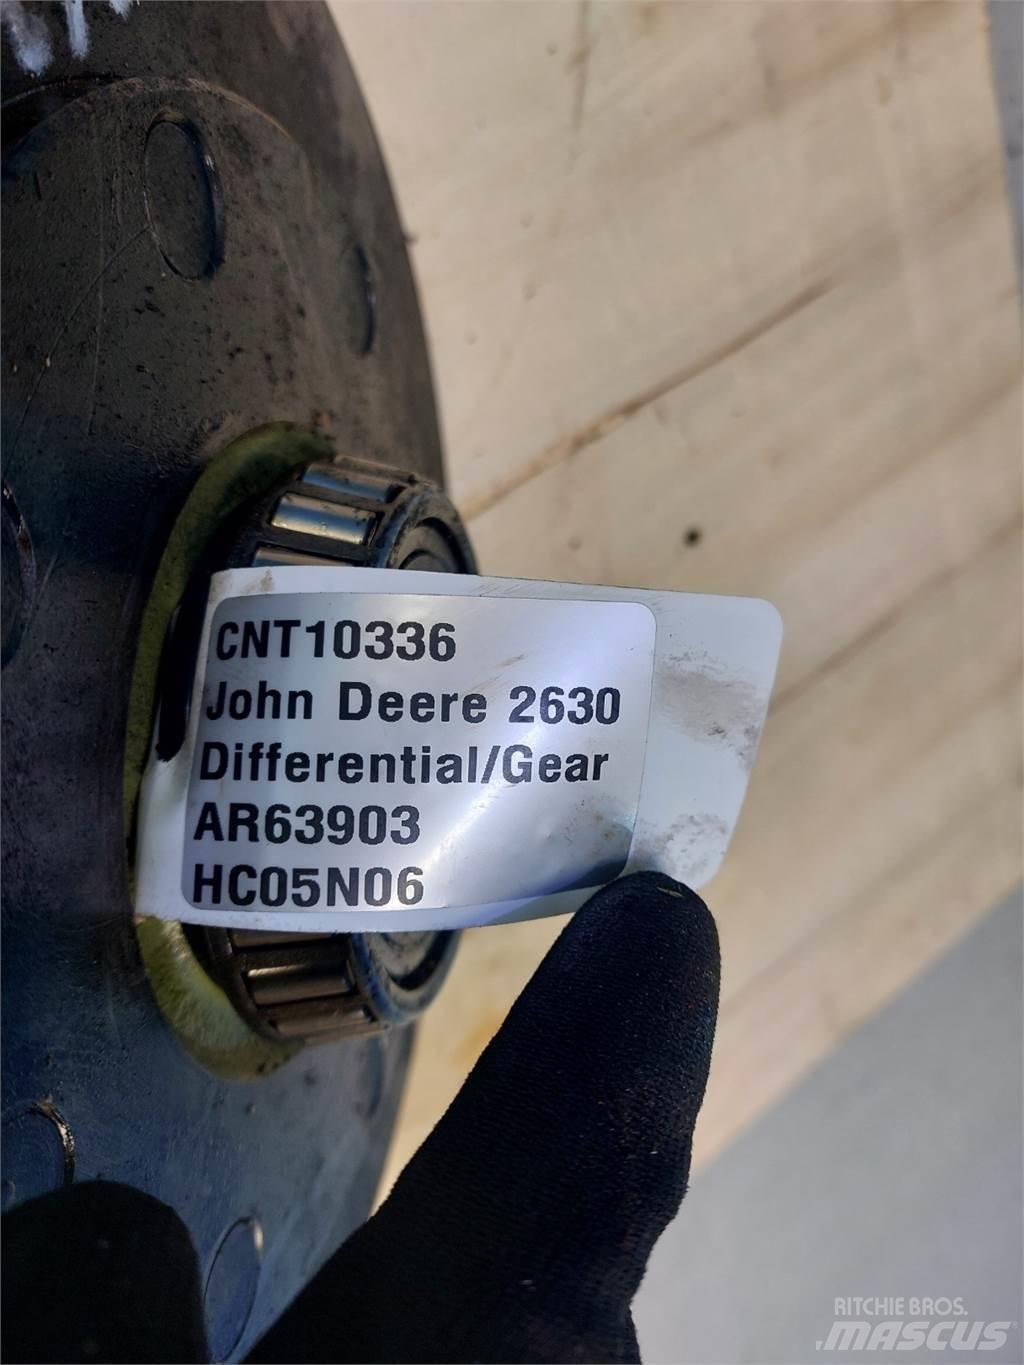 CNT10336
John Deere 2630
Differential/Gear
AR63903
HC05N06
RITCHIE BROS.
MASCUS